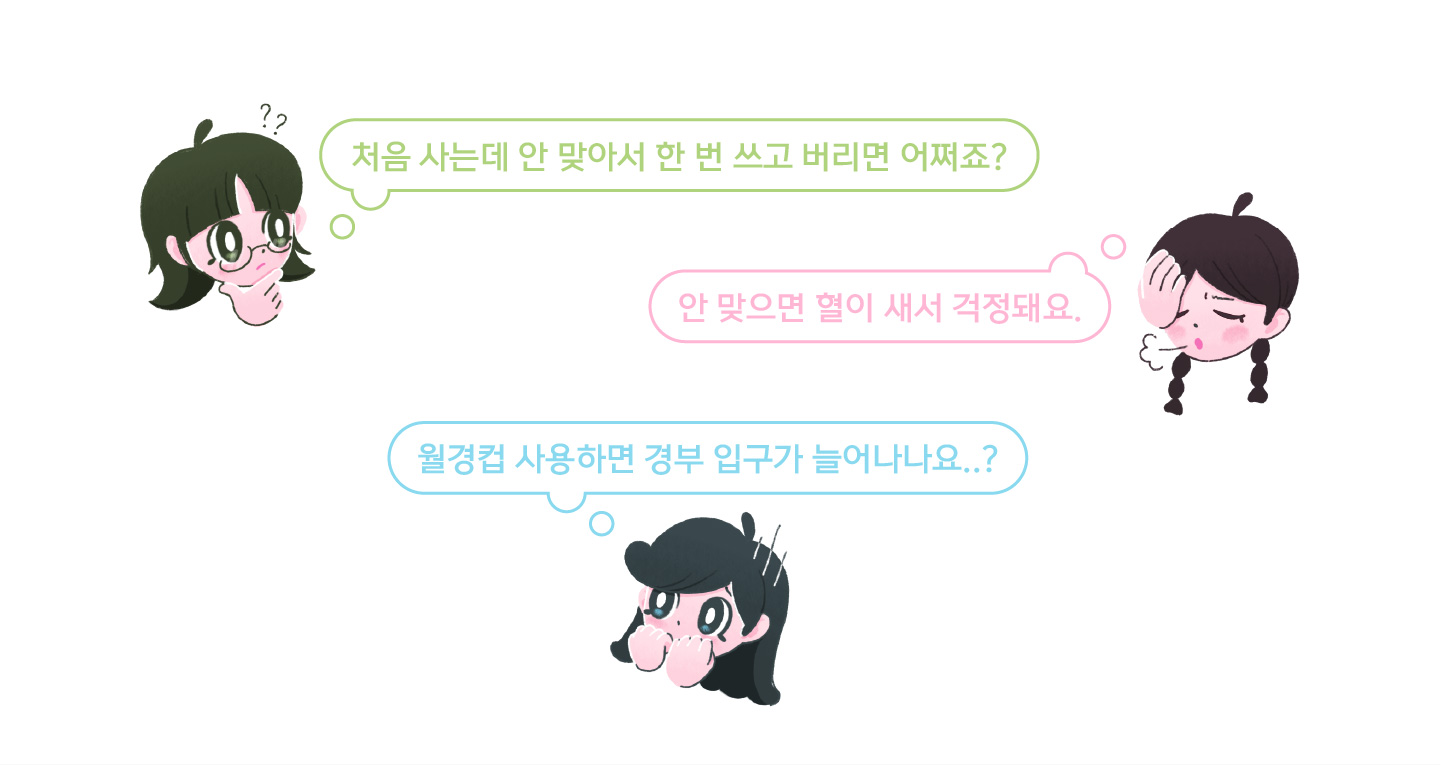 ??
처음 사는데 안 맞아서 한 번 쓰고 버리면 어쩌죠?
안 맞으면 혈이 새서 걱정돼요.
월경컵 사용하면 경부 입구가 늘어나나요..?